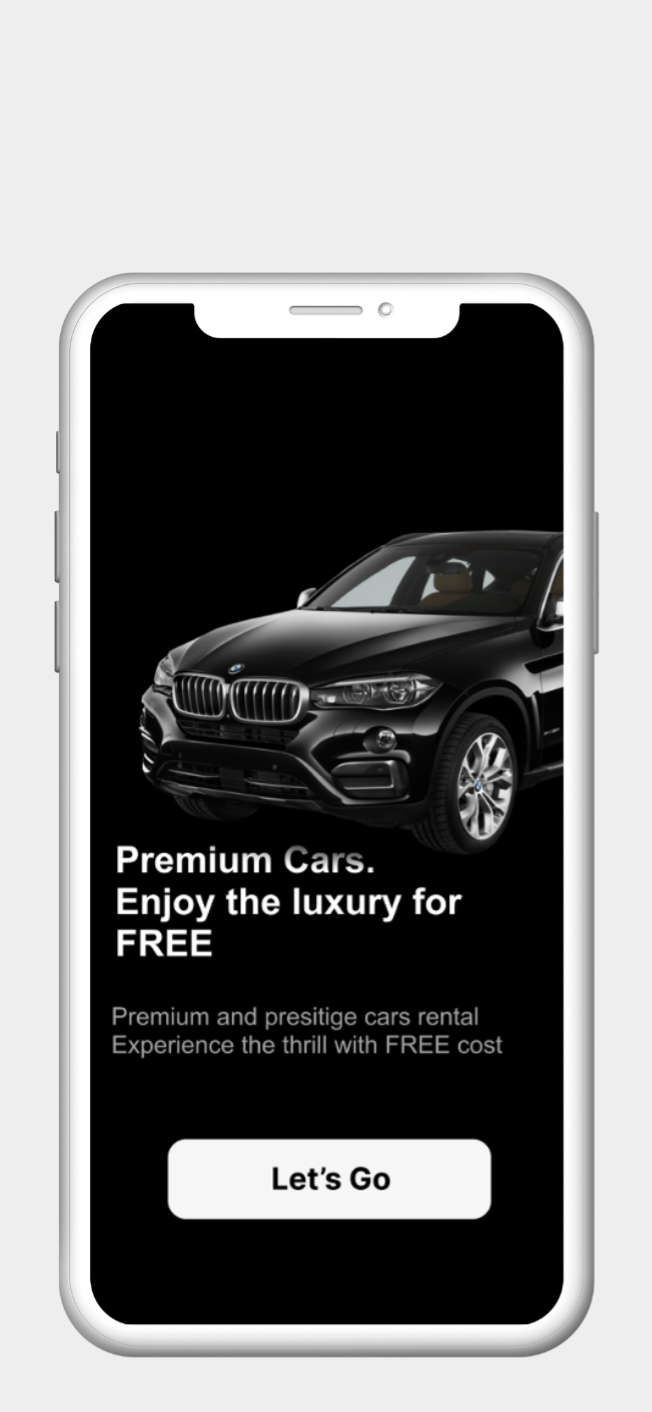 Premium Cars.
Enjoy the luxury for
FREE
Premium and presitige cars rental
Experience the thrill with FREE cost
Let's Go